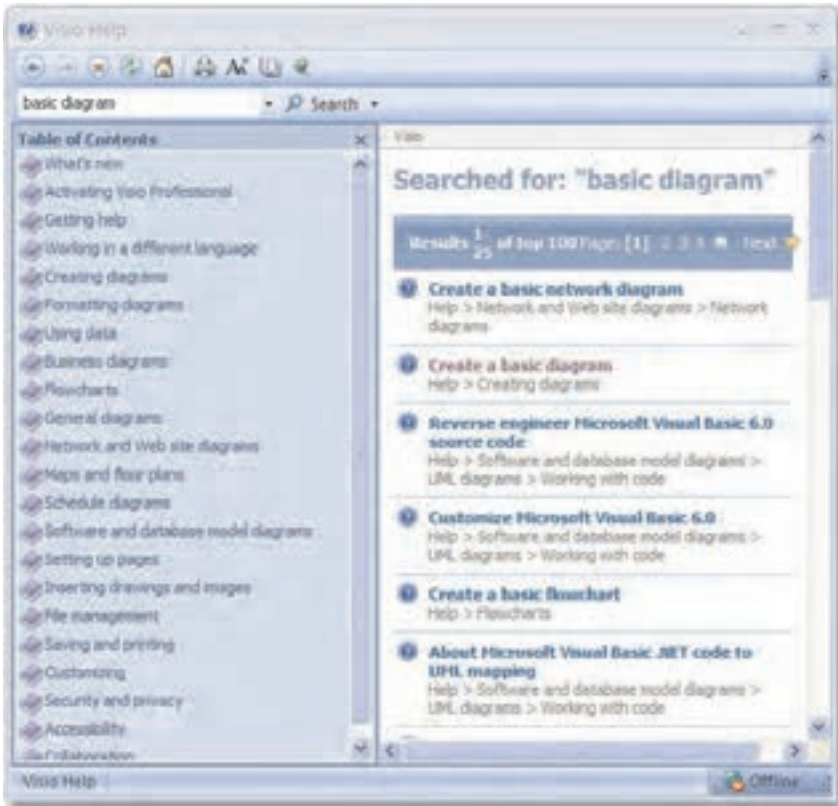 Visio Help
basic diagram
Search
Table of Contents
What's new
Activating Visio Professional
Getting help
Working in a different language
Creating diagrams
Formatting diagrams
Using data
Business diagrams
Flowcharts
General diagrams
Network and Web site diagrams
Maps and floor plans
Schedule diagrams
Software and database model diagrams
Setting up pages
Inserting drawings and images
File management
Saving and printing
Customizing
Security and privacy
Accessibility
Collaboration
Visio
Searched for: "basic diagram"
Results 1-25 of top 100 Pages: [1] 2 3 4 Next
Create a basic network diagram
Help > Network and Web site diagrams > Network
diagrams
Create a basic diagram
Help > Creating diagrams
Reverse engineer Microsoft Visual Basic 6.0
source code
Help > Software and database model diagrams >
UML diagrams > Working with code
Customize Microsoft Visual Basic 6.0
Help > Software and database model diagrams >
UML diagrams > Working with code
Create a basic flowchart
Help > Flowcharts
About Microsoft Visual Basic .NET code to
UML mapping
Help > Software and database model diagrams >
UML diagrams > Working with code
Visio Help
Offline